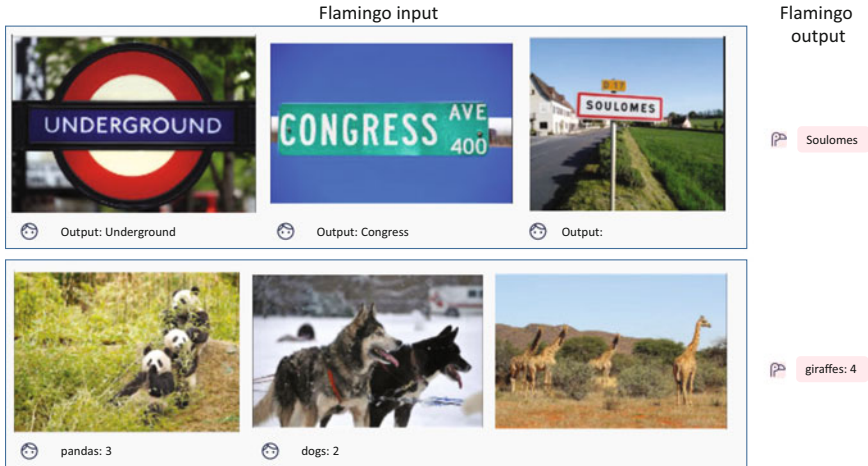 Flamingo input
Flamingo
output
UNDERGROUND
CONGRESS AVE
400
D 17
SOULOMES
Soulomes
Output: Underground
Output: Congress
Output:
giraffes: 4
pandas: 3
dogs: 2